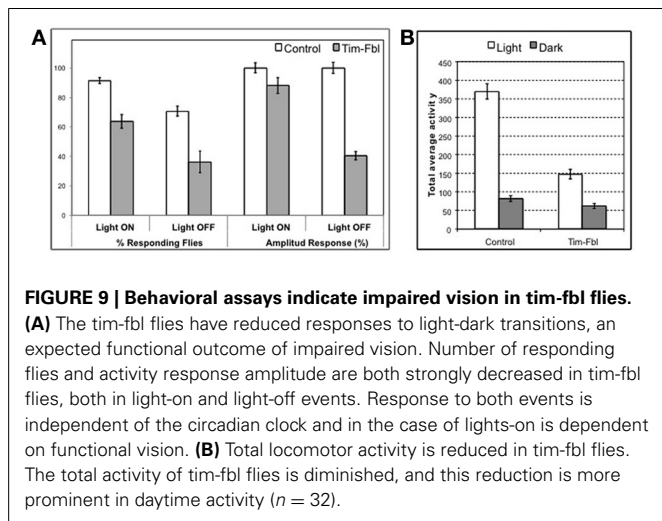 A
Control Tim-Fbl
100
80
60
40
20
0
Light ON Light OFF Light ON Light OFF
% Responding Flies Amplitud Response (%)
B
Light Dark
Total average activity
450
400
350
300
250
200
150
100
50
0
Control Tim-Fbl
FIGURE 9 | Behavioral assays indicate impaired vision in tim-fbl flies.
(A) The tim-fbl flies have reduced responses to light-dark transitions, an
expected functional outcome of impaired vision. Number of responding
flies and activity response amplitude are both strongly decreased in tim-fbl
flies, both in light-on and light-off events. Response to both events is
independent of the circadian clock and in the case of lights-on is dependent
on functional vision. (B) Total locomotor activity is reduced in tim-fbl flies.
The total activity of tim-fbl flies is diminished, and this reduction is more
prominent in daytime activity (n = 32).